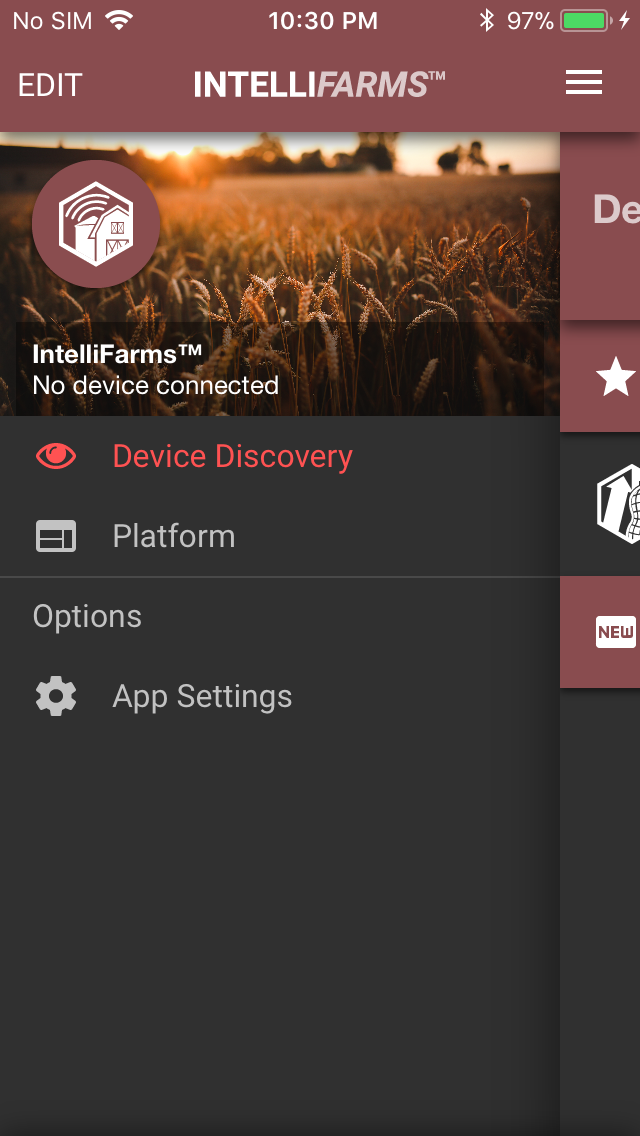 No SIM 10:30 PM 97%
EDIT INTELLIFARMS™
De
IntelliFarms™
No device connected
Device Discovery
Platform
NEW
Options
App Settings